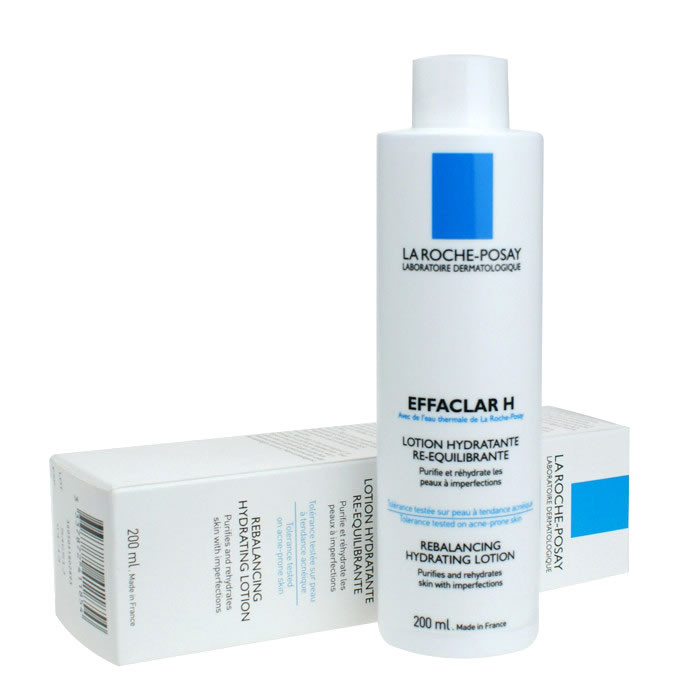 LA ROCHE-POSAY
LABORATOIRE DERMATOLOGIQUE
EFFACLAR H
Avec de l'eau thermale de La Roche-Posay
LOTION HYDRATANTE
RE-EQUILIBRANTE
Purifie et réhydrate les
peaux à imperfections
Tolérance testée sur peau à tendance acnéique
Tolerance tested on acne-prone skin
REBALANCING
HYDRATING LOTION
Purifies and rehydrates
skin with imperfections
200 ml. Made in France
LA ROCHE-POSAY
LABORATOIRE DERMATOLOGIQUE
LOTION HYDRATANTE
RE-EQUILIBRANTE
Purifie et réhydrate les
peaux à imperfections
Tolérance testée sur peau
à tendance acnéique
Tolerance tested
on acne-prone skin
REBALANCING
HYDRATING LOTION
Purifies and rehydrates
skin with imperfections
200 ml. Made in France